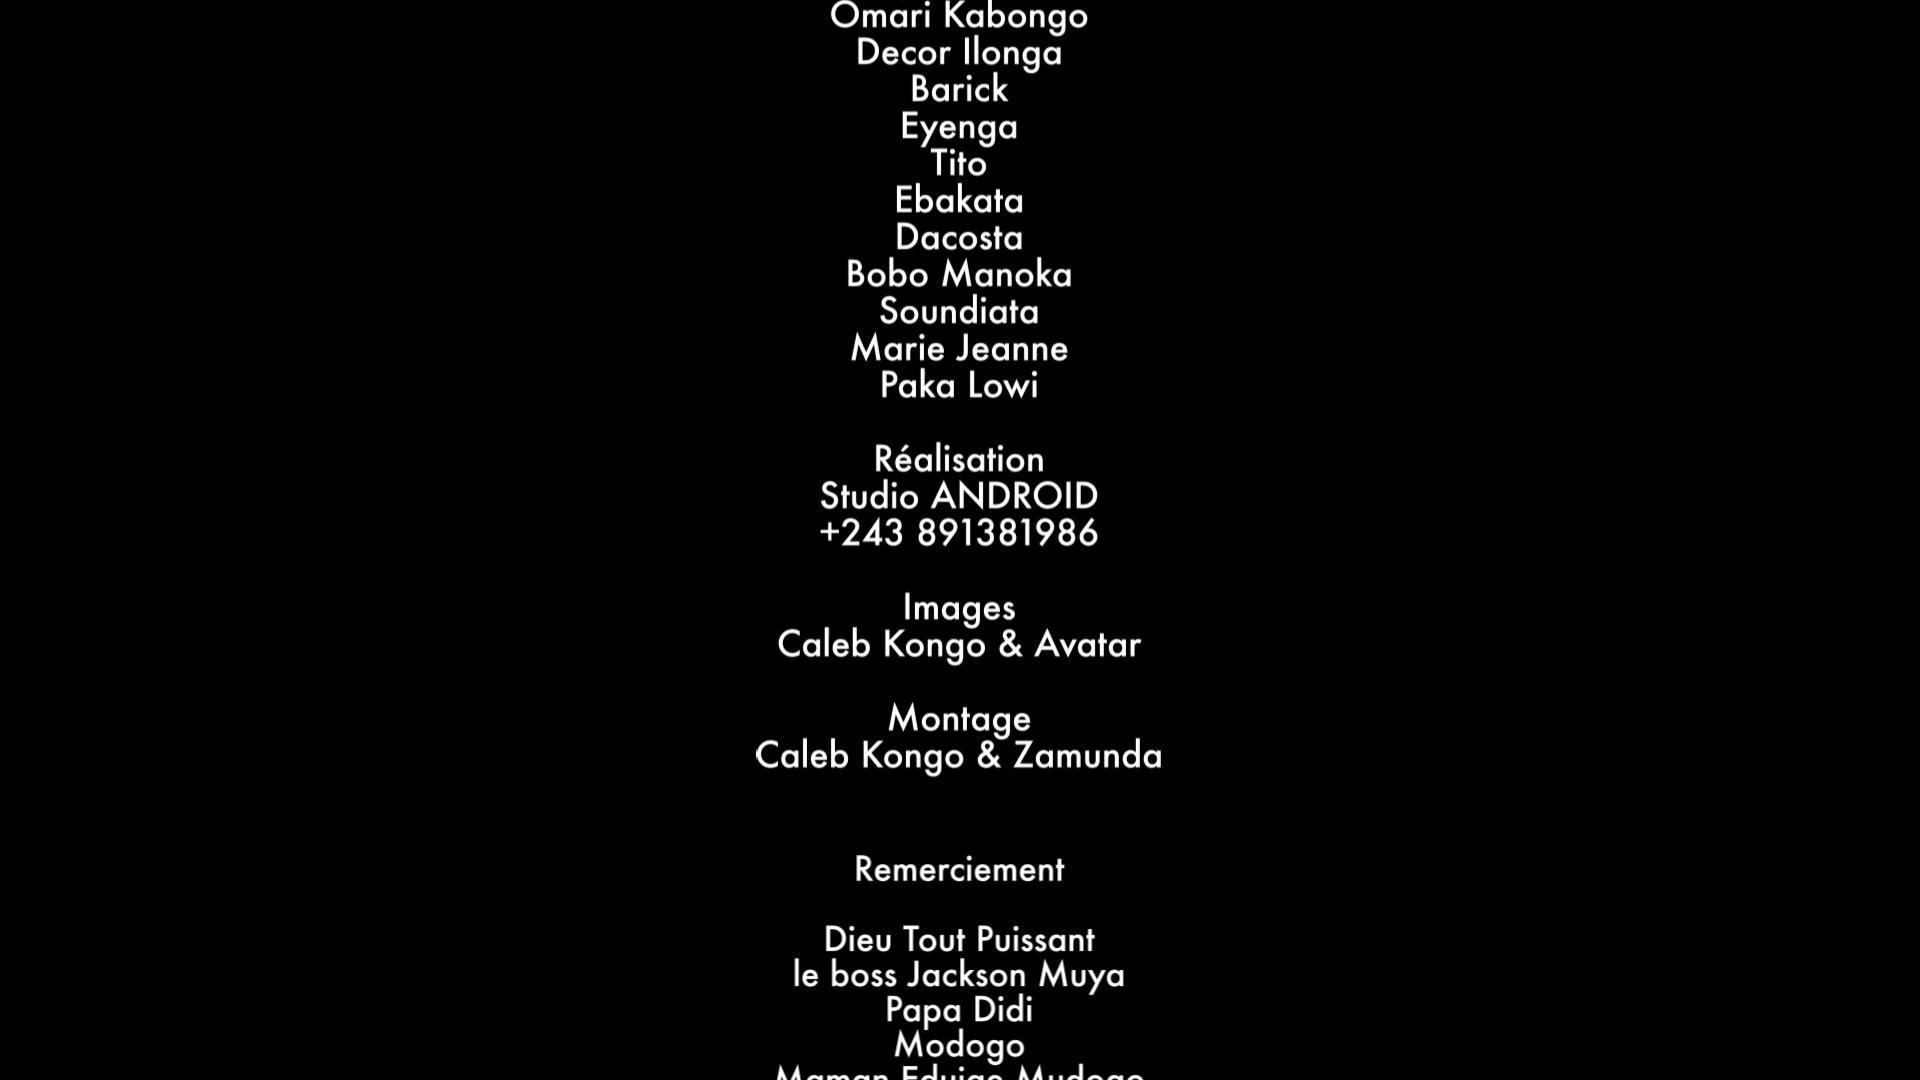 Omari Kabongo
Decor Ilonga
Barick
Eyenga
Tito
Ebakata
Dacosta
Bobo Manoka
Soundiata
Marie Jeanne
Paka Lowi
Réalisation
Studio ANDROID
+243 891381986
Images
Caleb Kongo & Avatar
Montage
Caleb Kongo & Zamunda
Remerciement
Dieu Tout Puissant
le boss Jackson Muya
Papa Didi
Modogo
Maman